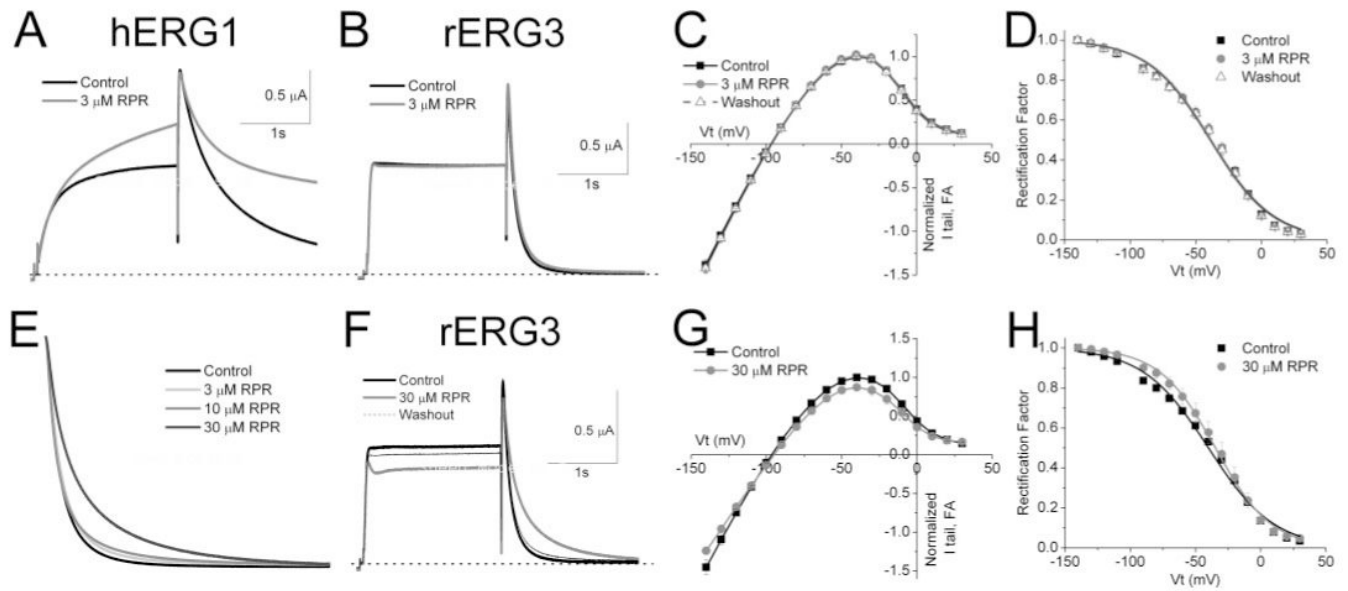 A
hERG1
Control
3 μM RPR
0.5 μA
1s
B
rERG3
Control
3 μM RPR
0.5 μA
1s
C
Control
3 μM RPR
Washout
Vt (mV)
1.0
0.5
0.0
-0.5
-1.0
-1.5
-150
-100
-50
0
50
Normalized
I tail, FA
D
Control
3 μM RPR
Washout
Rectification Factor
1.0
0.8
0.6
0.4
0.2
0.0
-150
-100
-50
0
50
Vt (mV)
E
Control
3 μM RPR
10 μM RPR
30 μM RPR
F
rERG3
Control
30 μM RPR
Washout
0.5 μA
1s
G
Control
30 μM RPR
Vt (mV)
1.5
1.0
0.5
0.0
-0.5
-1.0
-1.5
-150
-100
-50
0
50
Normalized
I tail, FA
H
Control
30 μM RPR
Rectification Factor
1.0
0.8
0.6
0.4
0.2
0.0
-150
-100
-50
0
50
Vt (mV)